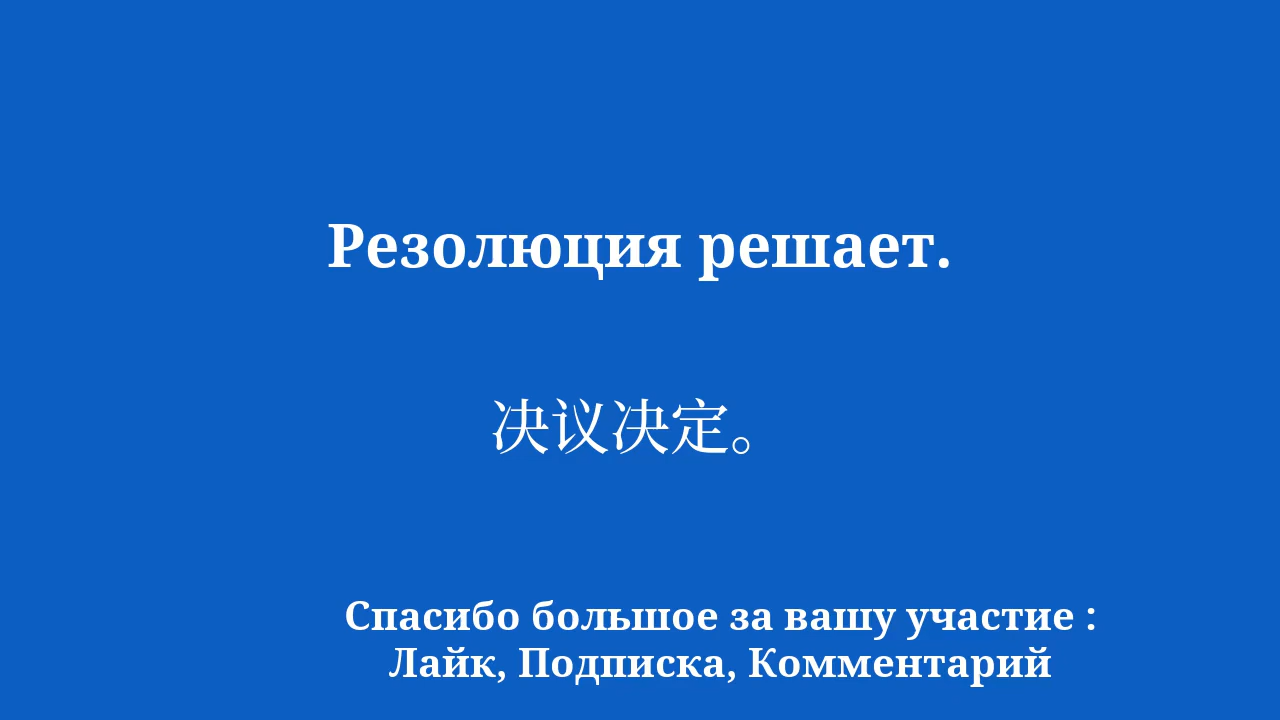 Резолюция решает.
决议决定。
Спасибо большое за вашу участие :
Лайк, Подписка, Комментарий